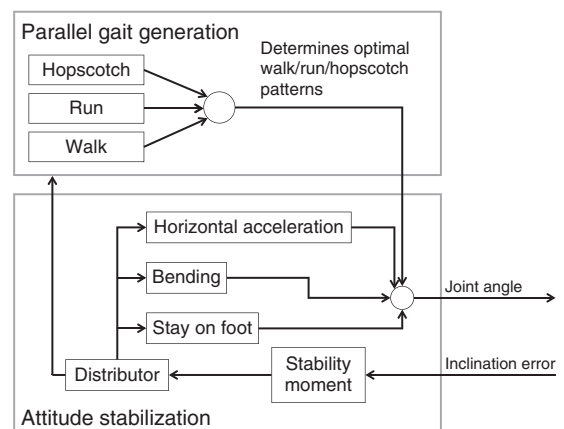 Parallel gait generation
Hopscotch
Run
Walk
Determines optimal
walk/run/hopscotch
patterns
Horizontal acceleration
Bending
Stay on foot
Joint angle
Distributor
Stability
moment
Inclination error
Attitude stabilization